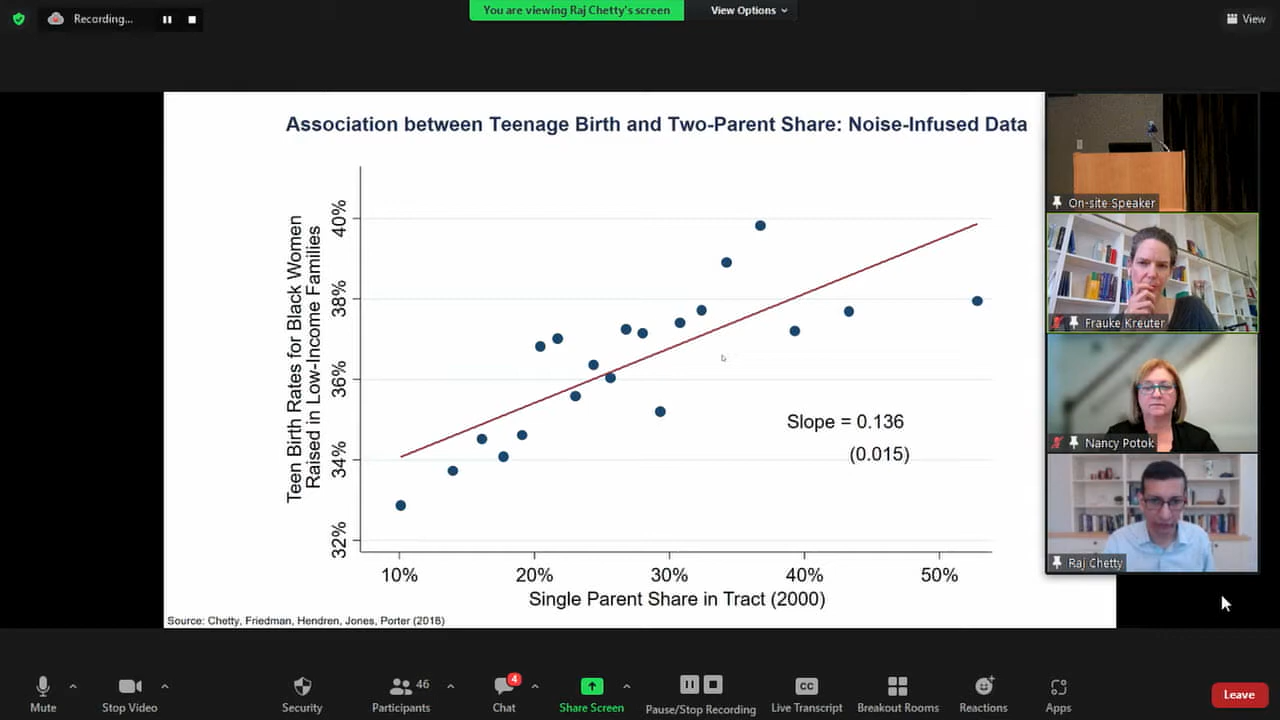 Recording...
You are viewing Raj Chetty's screen
View Options
View
Association between Teenage Birth and Two-Parent Share: Noise-Infused Data
Teen Birth Rates for Black Women
Raised in Low-Income Families
40%
38%
36%
34%
32%
Slope = 0.136
(0.015)
10%
20%
30%
40%
50%
Single Parent Share in Tract (2000)
Source: Chetty, Friedman, Hendren, Jones, Porter (2018)
On-site Speaker
Frauke Kreuter
Nancy Potok
Raj Chetty
Mute
Stop Video
Security
46
Participants
4
Chat
Share Screen
Pause/Stop Recording
CC
Live Transcript
Breakout Rooms
Reactions
Apps
Leave